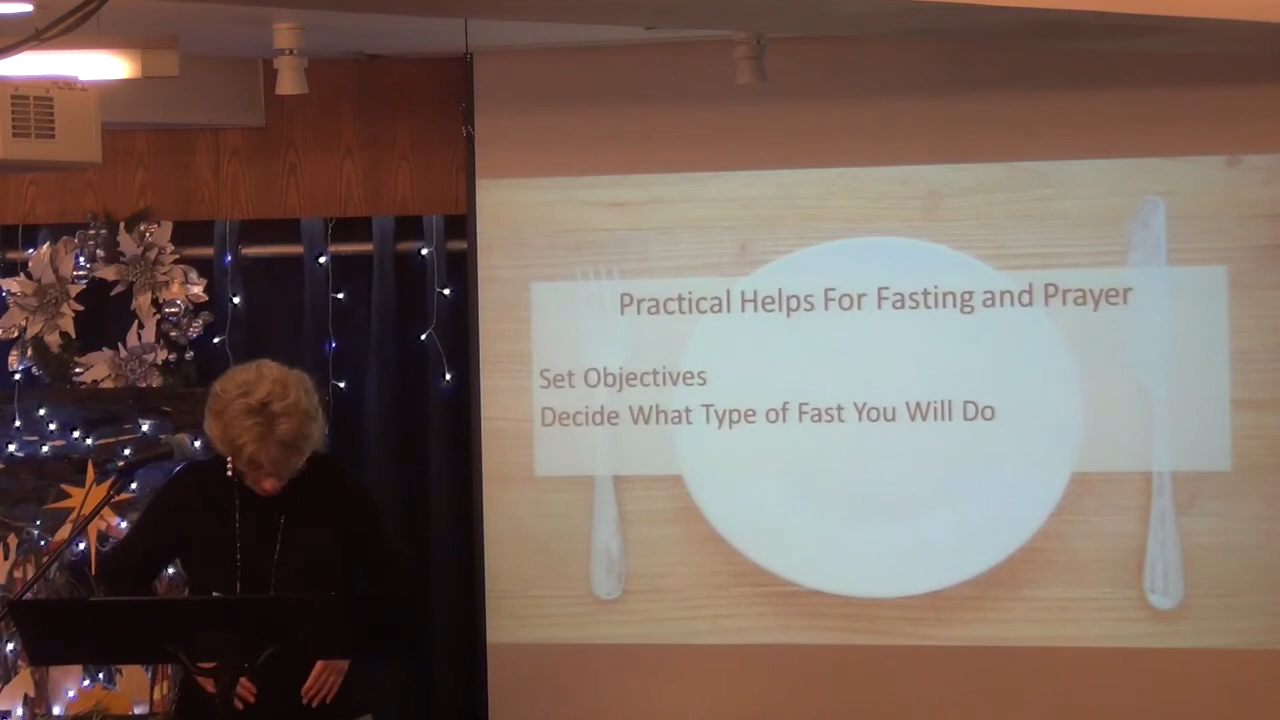 Practical Helps For Fasting and Prayer
Set Objectives
Decide What Type of Fast You Will Do